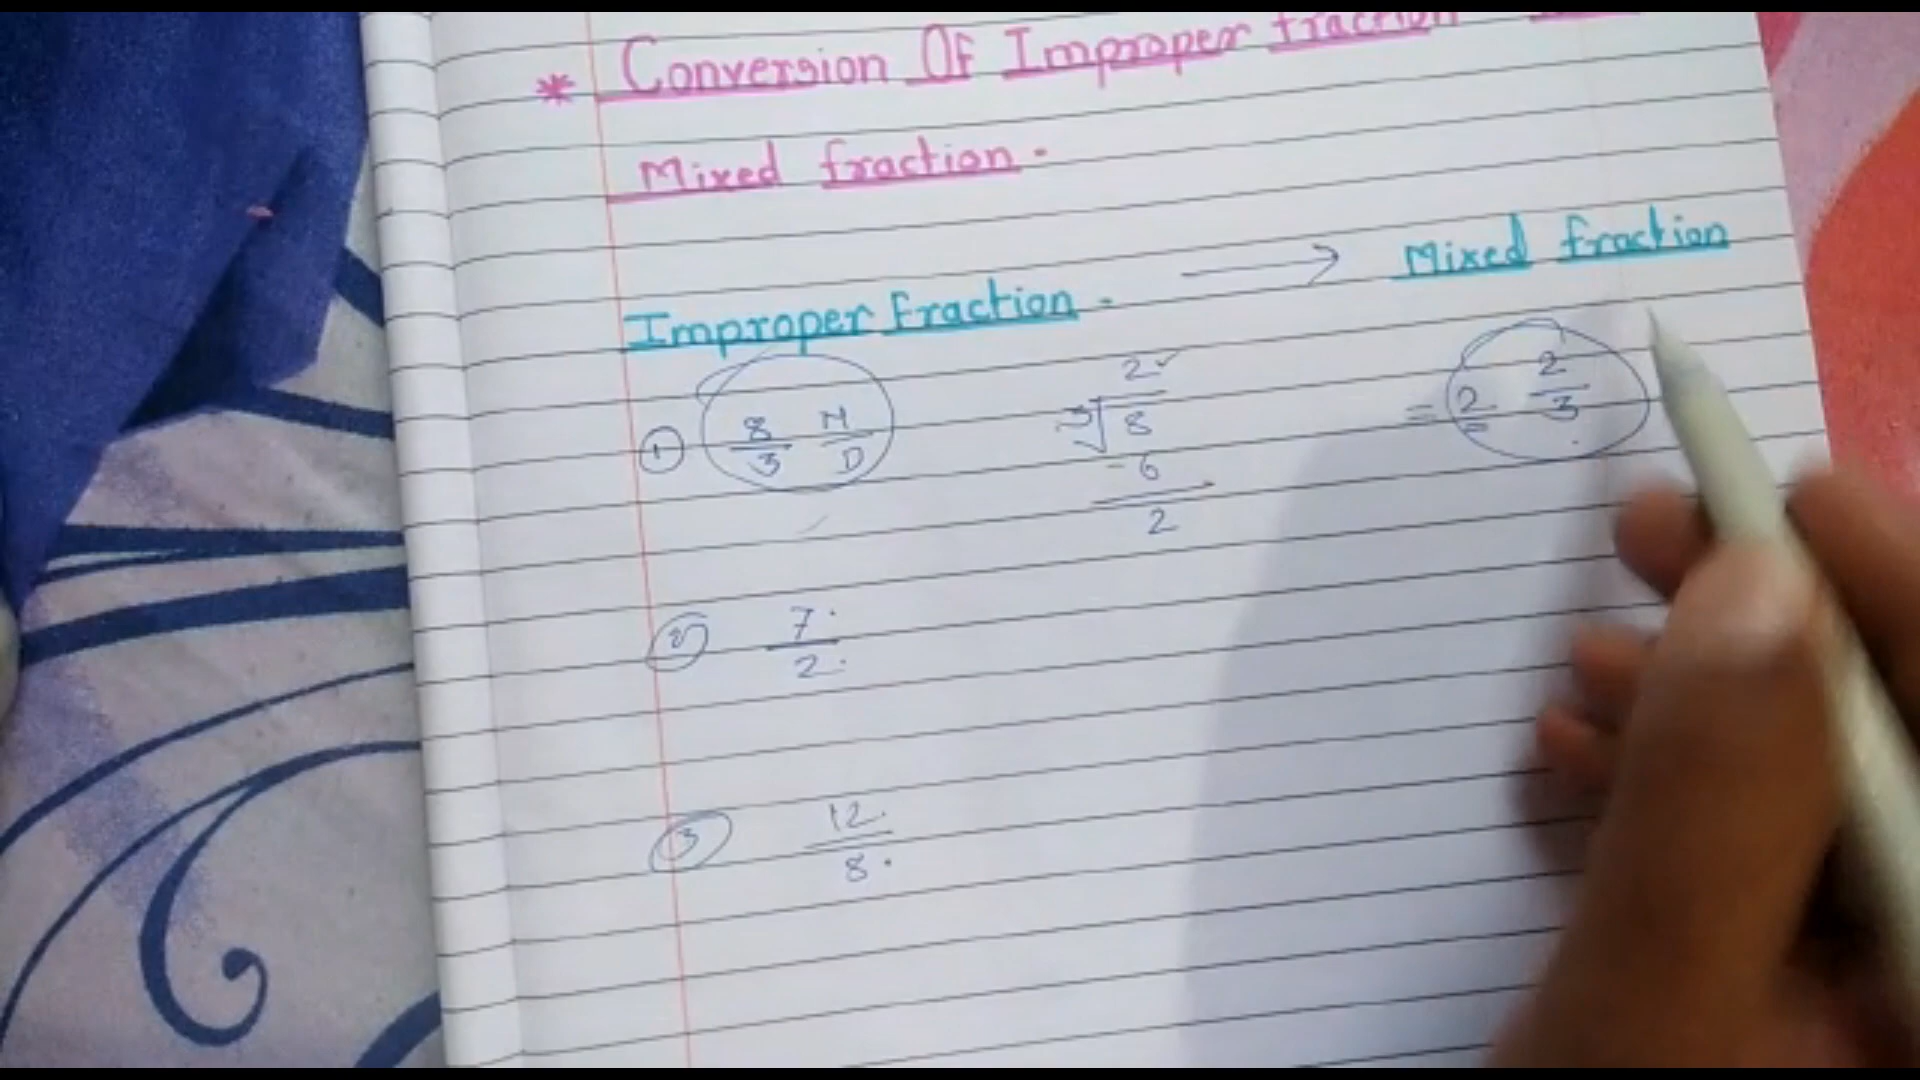 * Conversion Of Improper fraction
Mixed fraction.
Improper fraction. → Mixed fraction
① 8/3 N/D
2✓
3√8
-6
2
= 2 2/3
② 7/2
③ 12/8